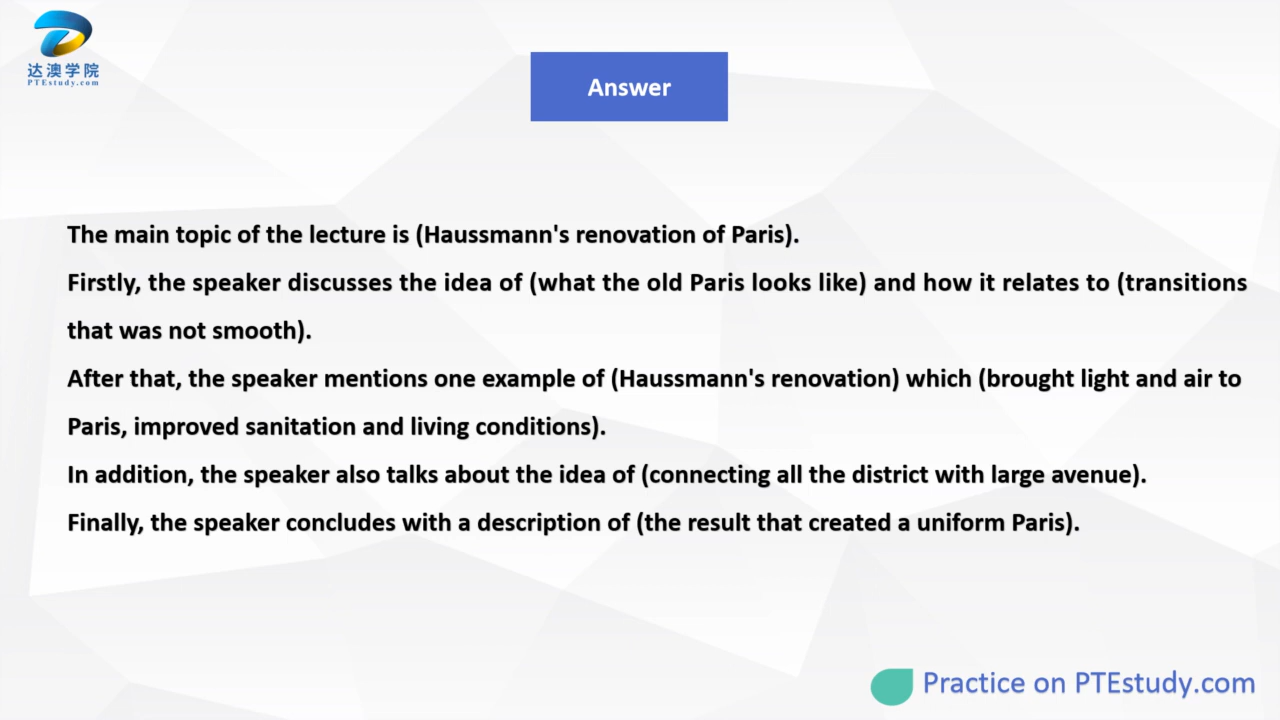 达澳学院
PTEstudy.com
Answer
The main topic of the lecture is (Haussmann's renovation of Paris).
Firstly, the speaker discusses the idea of (what the old Paris looks like) and how it relates to (transitions
that was not smooth).
After that, the speaker mentions one example of (Haussmann's renovation) which (brought light and air to
Paris, improved sanitation and living conditions).
In addition, the speaker also talks about the idea of (connecting all the district with large avenue).
Finally, the speaker concludes with a description of (the result that created a uniform Paris).
Practice on PTEstudy.com